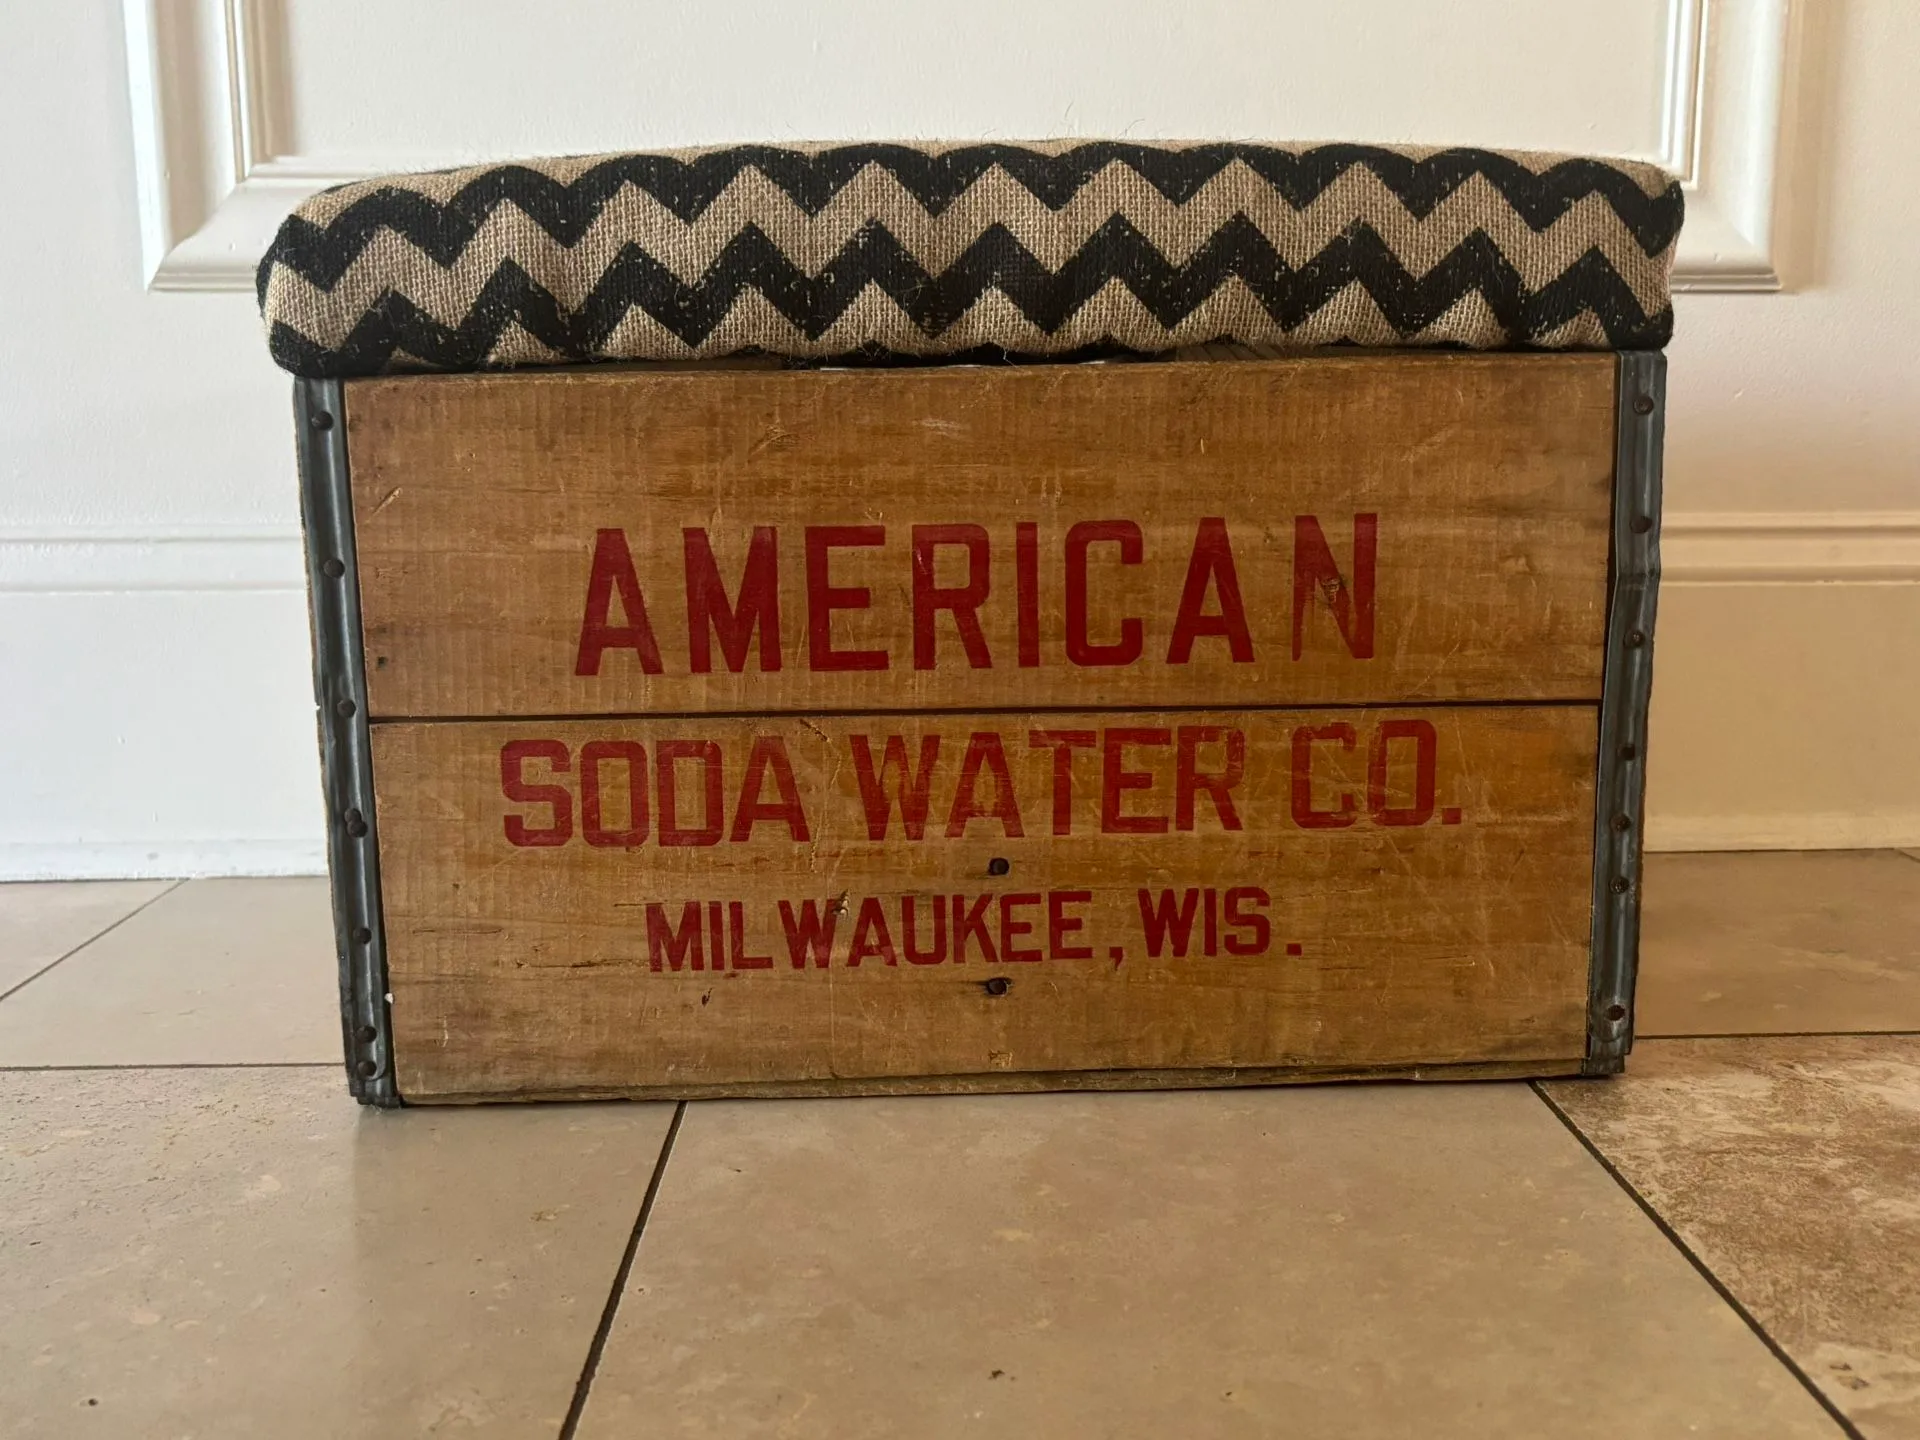 AMERICAN
SODA WATER CO.
MILWAUKEE, WIS.